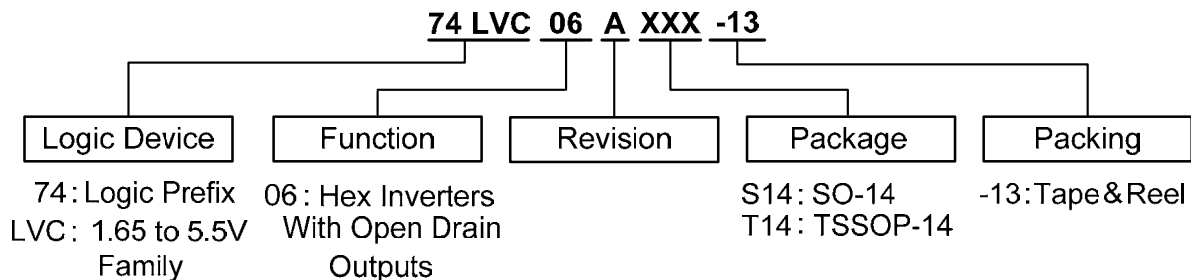 74 LVC 06 A XXX -13
Logic Device Function Revision Package Packing
74: Logic Prefix
LVC: 1.65 to 5.5V
Family
06: Hex Inverters
With Open Drain
Outputs
S14: SO-14
T14: TSSOP-14
-13:Tape&Reel